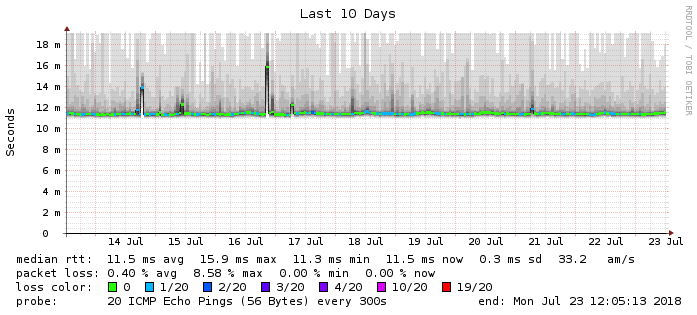 Last 10 Days
RRDTOOL / TOBI OETIKER
Seconds
18 m
16 m
14 m
12 m
10 m
8 m
6 m
4 m
2 m
0
14 Jul 15 Jul 16 Jul 17 Jul 18 Jul 19 Jul 20 Jul 21 Jul 22 Jul 23 Jul
median rtt: 11.5 ms avg 15.9 ms max 11.3 ms min 11.5 ms now 0.3 ms sd 33.2 am/s
packet loss: 0.40 % avg 8.58 % max 0.00 % min 0.00 % now
loss color: 0 1/20 2/20 3/20 4/20 10/20 19/20
probe: 20 ICMP Echo Pings (56 Bytes) every 300s end: Mon Jul 23 12:05:13 2018